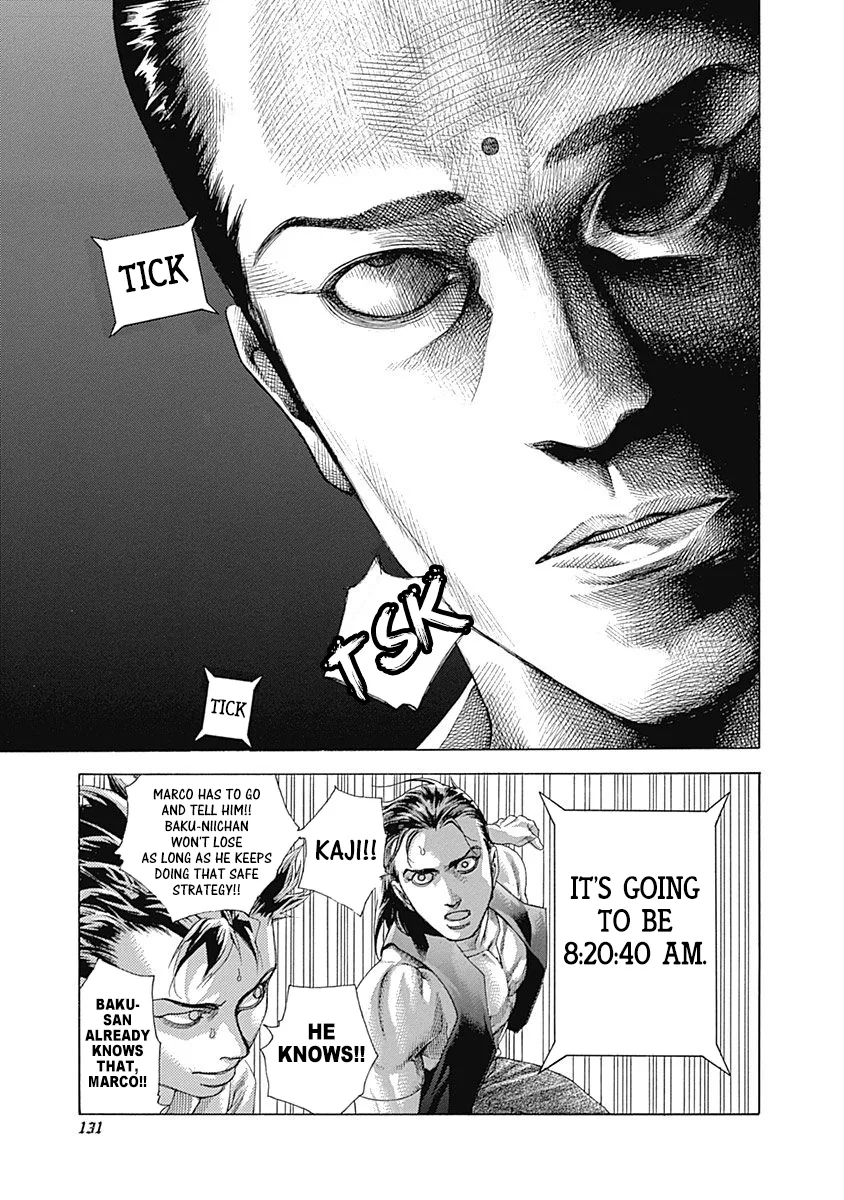 TICK
TSK
TICK
IT'S GOING
TO BE
8:20:40 AM.
KAJI!!
MARCO HAS TO GO
AND TELL HIM!!
BAKU-NIICHAN
WON'T LOSE
AS LONG AS HE KEEPS
DOING THAT SAFE
STRATEGY!!
HE
KNOWS!!
BAKU-
SAN
ALREADY
KNOWS
THAT,
MARCO!!
131